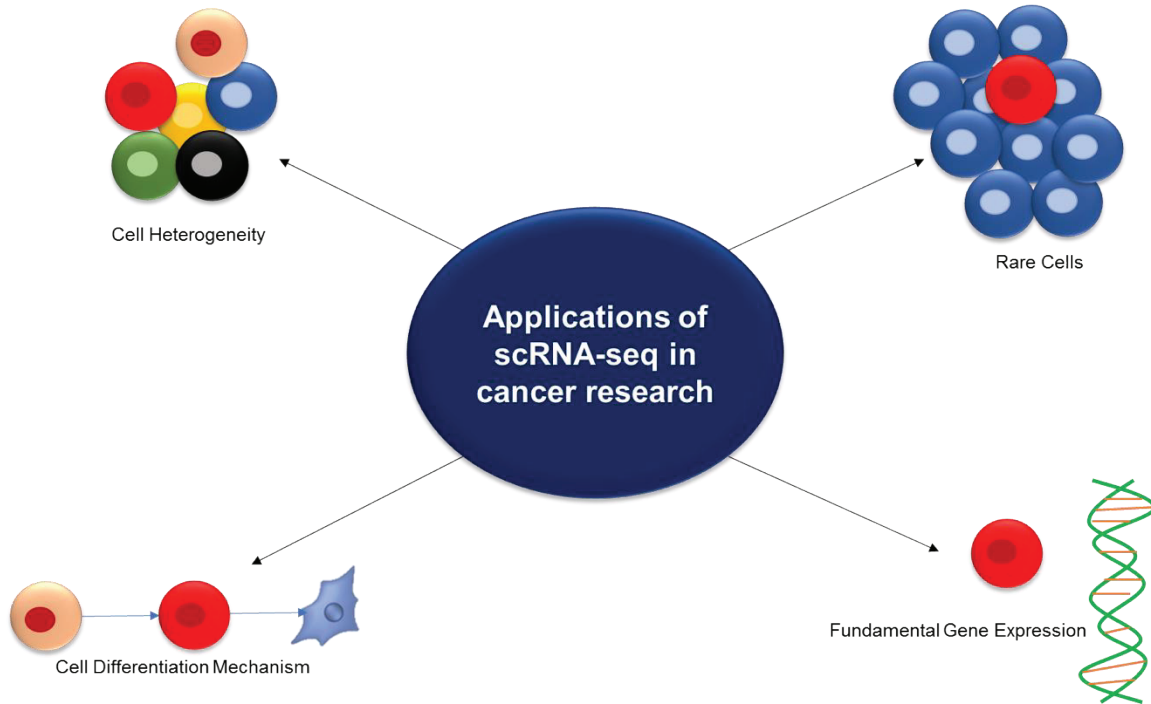 Cell Heterogeneity
Rare Cells
Applications of
scRNA-seq in
cancer research
Cell Differentiation Mechanism
Fundamental Gene Expression